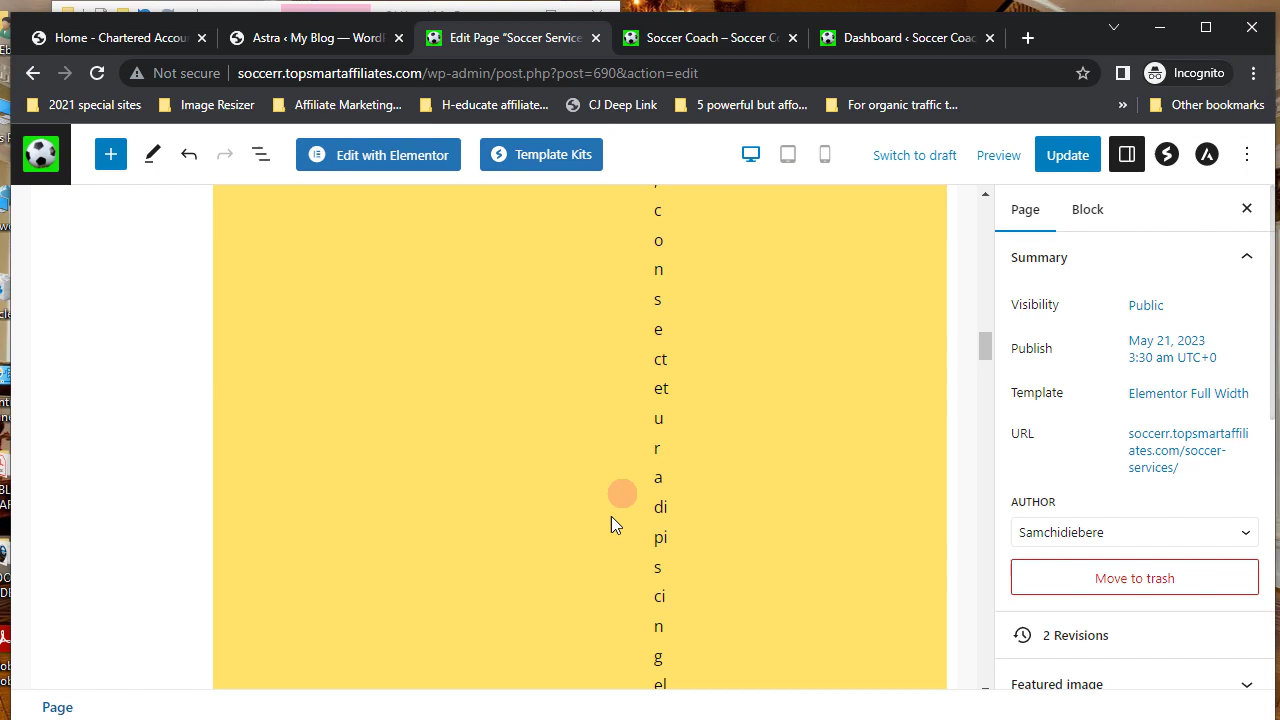 Home - Chartered Accou
Astra ‹ My Blog — WordP
Edit Page "Soccer Service
Soccer Coach – Soccer C
Dashboard ‹ Soccer Coac
Not secure
soccerr.topsmartaffiliates.com/wp-admin/post.php?post=690&action=edit
Incognito
2021 special sites
Image Resizer
Affiliate Marketing...
H-educate affiliate...
CJ Deep Link
5 powerful but affo...
For organic traffic t...
»
Other bookmarks
Edit with Elementor
Template Kits
Switch to draft
Preview
Update
,
c
o
n
s
e
ct
et
u
r
a
di
pi
s
ci
n
g
el
Page
Block
Summary
Visibility
Public
Publish
May 21, 2023
3:30 am UTC+0
Template
Elementor Full Width
URL
soccerr.topsmartaffili
ates.com/soccer-
services/
AUTHOR
Samchidiebere
Move to trash
2 Revisions
Featured image
Page